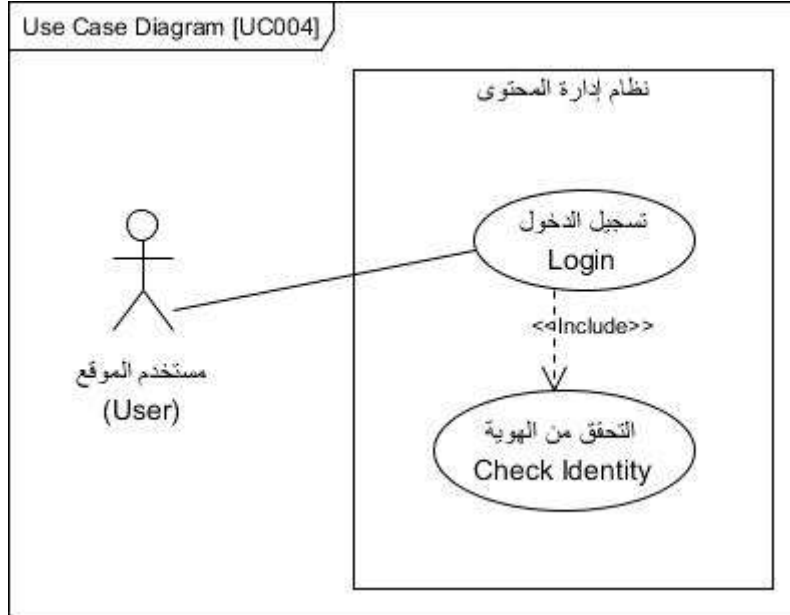 Use Case Diagram [UC004]
نظام إدارة المحتوى
تسجيل الدخول
Login
<<Include>>
مستخدم الموقع
(User)
التحقق من الهوية
Check Identity